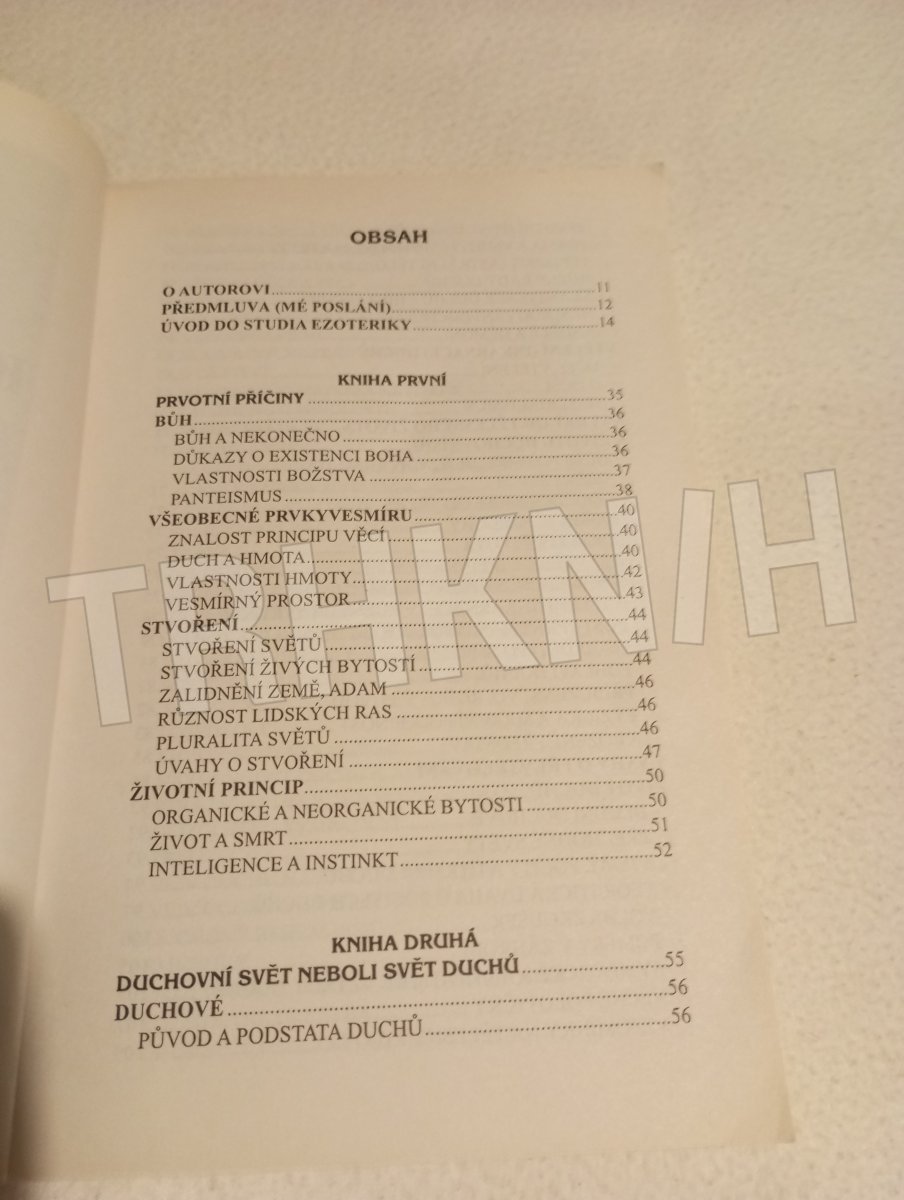 OBSAH
O AUTOROVI........11
PŘEDMLUVA (MÉ POSLÁNÍ)........12
ÚVOD DO STUDIA EZOTERIKY........14
KNIHA PRVNÍ
PRVOTNÍ PŘÍČINY........35
BŮH........36
BŮH A NEKONEČNO........36
DŮKAZY O EXISTENCI BOHA........36
VLASTNOSTI BOŽSTVA........37
PANTEISMUS........38
VŠEOBECNÉ PRVKYVESMÍRU........40
ZNALOST PRINCIPU VĚCÍ........40
DUCH A HMOTA........40
VLASTNOSTI HMOTY........42
VESMÍRNÝ PROSTOR........43
STVOŘENÍ........44
STVOŘENÍ SVĚTŮ........44
STVOŘENÍ ŽIVÝCH BYTOSTÍ........44
ZALIDNĚNÍ ZEMĚ, ADAM........46
RŮZNOST LIDSKÝCH RAS........46
PLURALITA SVĚTŮ........46
ÚVAHY O STVOŘENÍ........47
ŽIVOTNÍ PRINCIP........50
ORGANICKÉ A NEORGANICKÉ BYTOSTI........50
ŽIVOT A SMRT........51
INTELIGENCE A INSTINKT........52
KNIHA DRUHÁ
DUCHOVNÍ SVĚT NEBOLI SVĚT DUCHŮ........55
DUCHOVÉ........56
PŮVOD A PODSTATA DUCHŮ........56
TRHKNIH